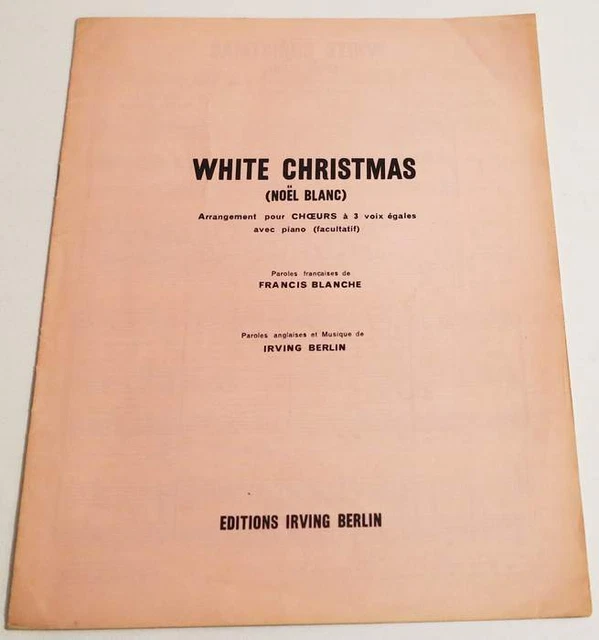 WHITE CHRISTMAS
(NOËL BLANC)
Arrangement pour CHŒURS à 3 voix égales
avec piano (facultatif)
Paroles francaises de
FRANCIS BLANCHE
Paroles anglaises et Musique de
IRVING BERLIN
EDITIONS IRVING BERLIN